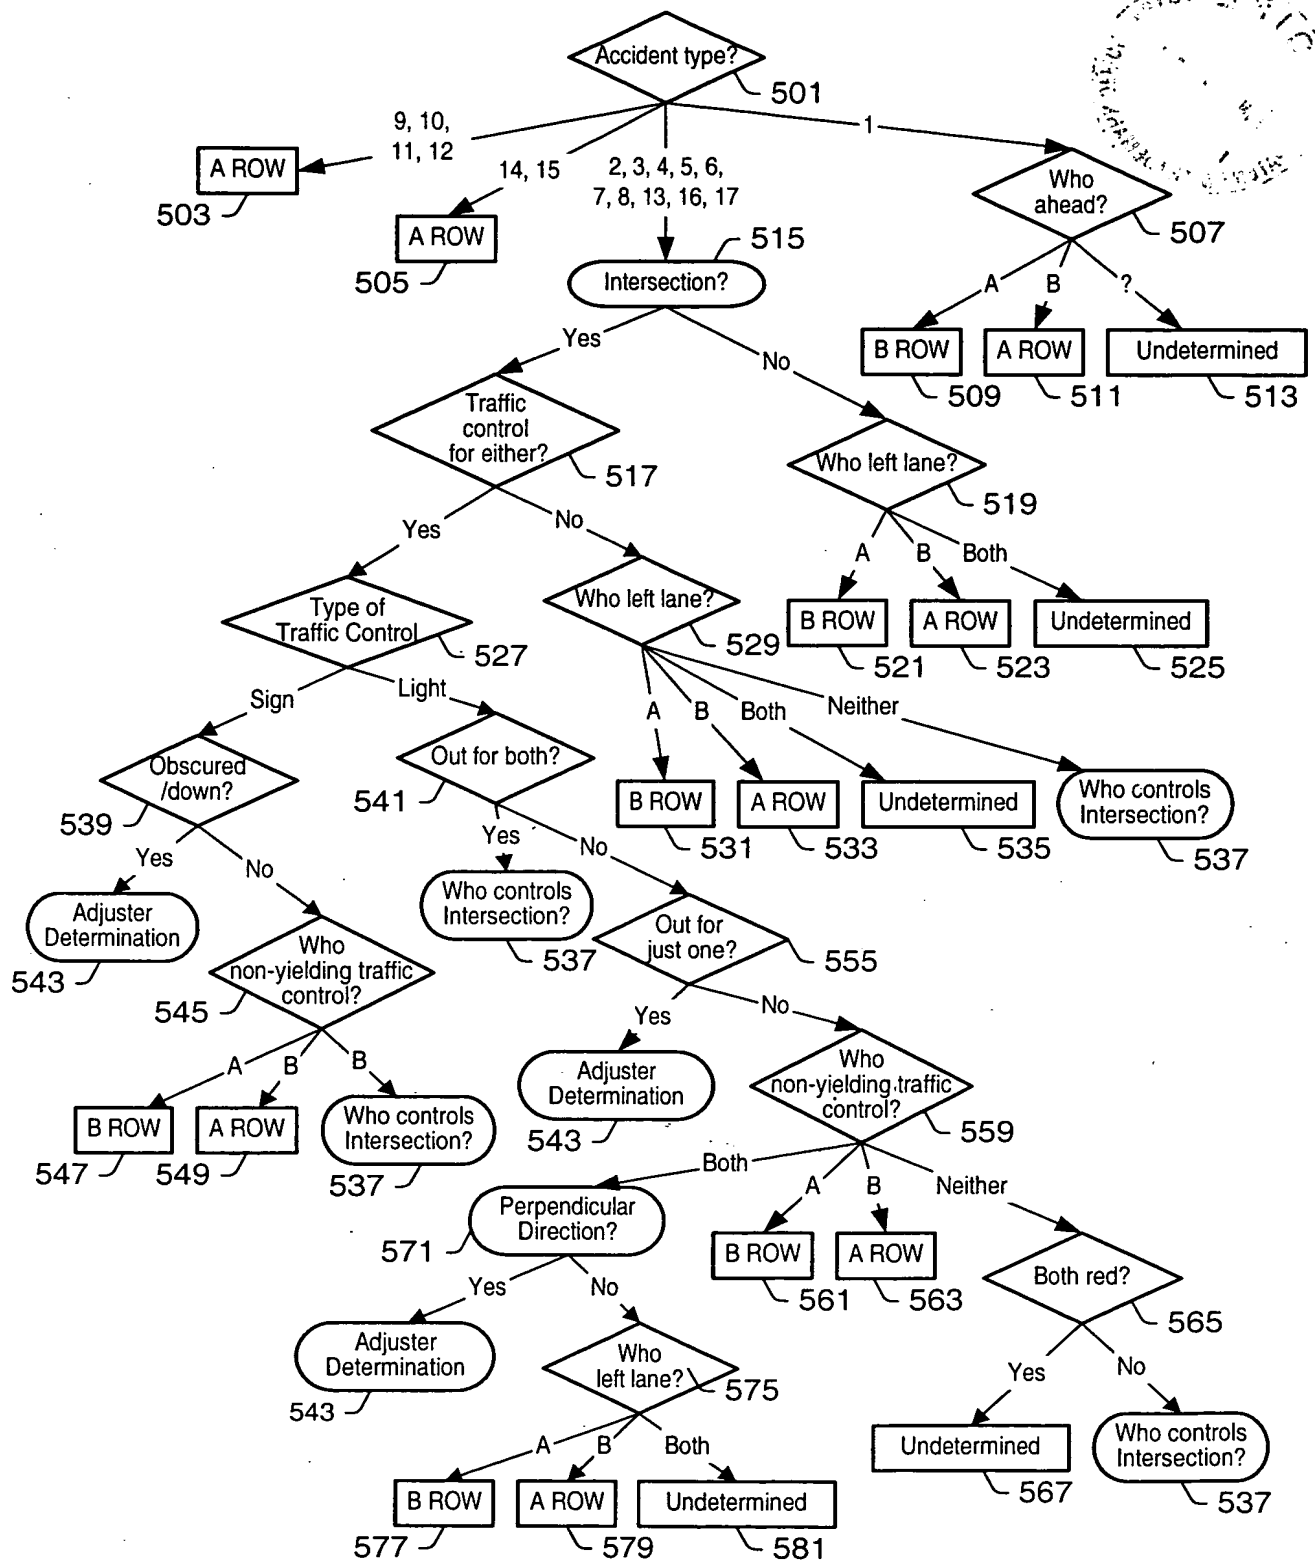 Accident type?
501
9, 10,
11, 12
14, 15
2, 3, 4, 5, 6,
7, 8, 13, 16, 17
1
A ROW
503
A ROW
505
Who
ahead?
507
515
Intersection?
A
B
?
B ROW
A ROW
Undetermined
509
511
513
Yes
No
Traffic
control
for either?
517
Who left lane?
519
Yes
No
A
B
Both
Type of
Traffic Control
527
Who left lane?
529
B ROW
A ROW
Undetermined
521
523
525
Sign
Light
A
B
Both
Neither
Obscured
/down?
539
Out for both?
541
B ROW
A ROW
Undetermined
Who controls
Intersection?
531
533
535
537
Yes
No
Yes
No
Adjuster
Determination
543
Who controls
Intersection?
537
Who
non-yielding traffic
control?
545
Out for
just one?
555
A
B
B
Yes
No
B ROW
A ROW
Who controls
Intersection?
547
549
537
Adjuster
Determination
543
Who
non-yielding traffic
control?
559
Both
A
B
Neither
Perpendicular
Direction?
571
B ROW
A ROW
561
563
Both red?
565
Yes
No
Adjuster
Determination
543
Who
left lane?
575
Yes
No
Undetermined
567
Who controls
Intersection?
537
A
B
Both
B ROW
A ROW
Undetermined
577
579
581